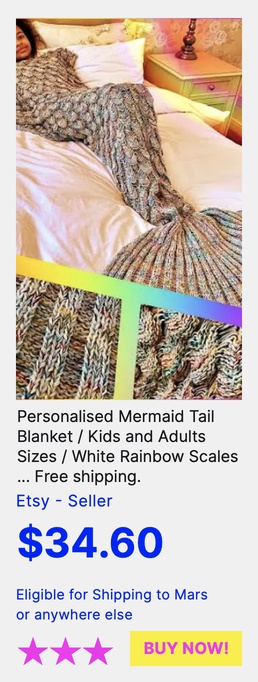 Personalised Mermaid Tail
Blanket / Kids and Adults
Sizes / White Rainbow Scales
... Free shipping.
Etsy - Seller
$34.60
Eligible for Shipping to Mars
or anywhere else
BUY NOW!